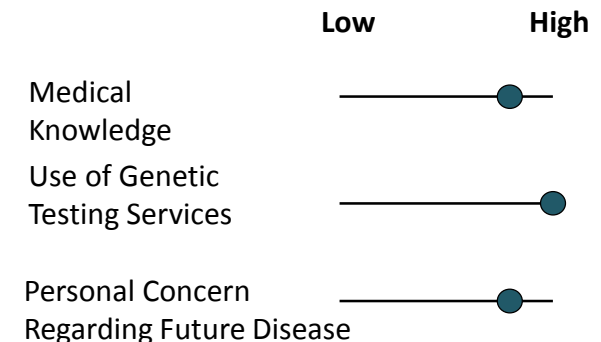 Low High
Medical
Knowledge
Use of Genetic
Testing Services
Personal Concern
Regarding Future Disease